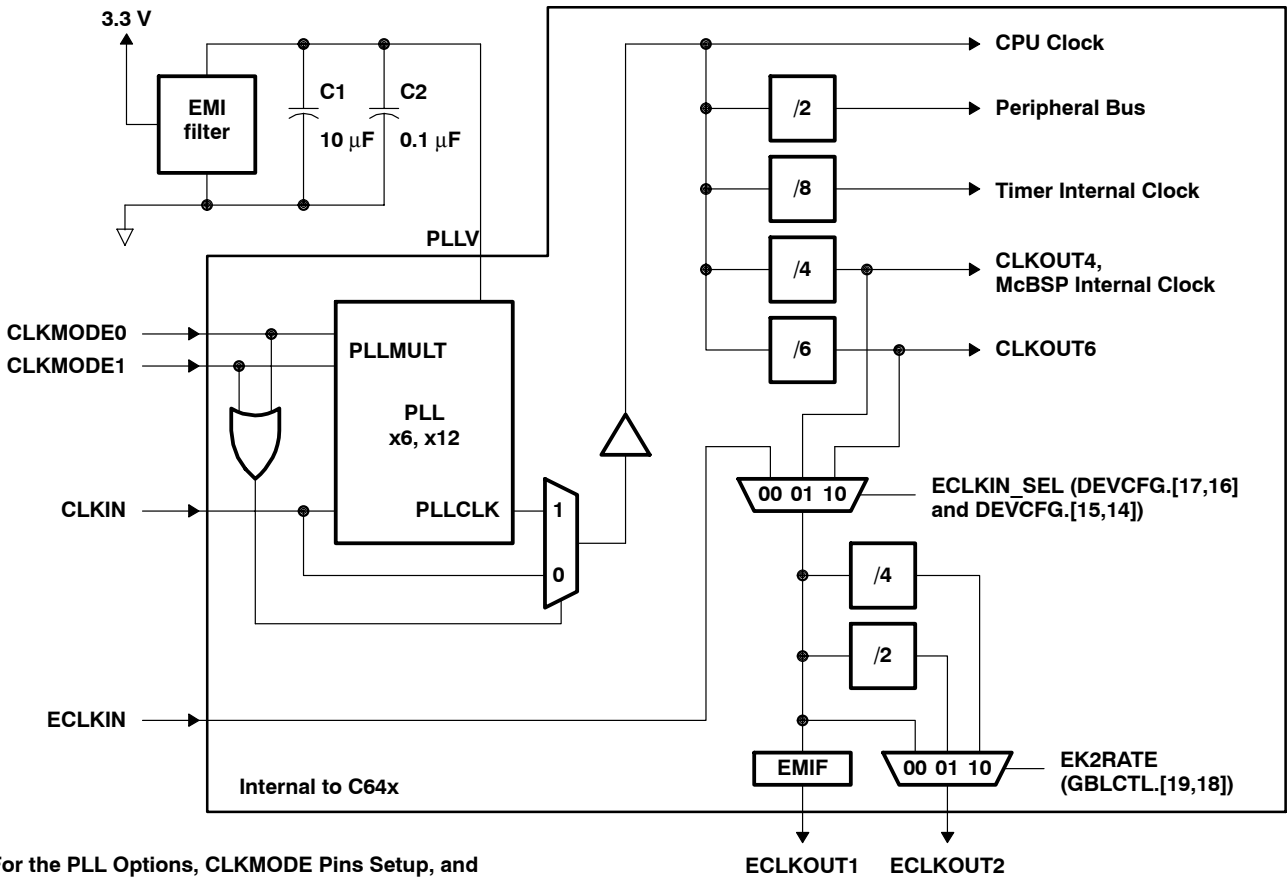 3.3 V
CPU Clock
EMI
filter
C1
C2
10 μF
0.1 μF
/2
Peripheral Bus
/8
Timer Internal Clock
PLLV
/4
CLKOUT4,
McBSP Internal Clock
CLKMODE0
CLKMODE1
PLLMULT
/6
CLKOUT6
PLL
x6, x12
00 01 10
ECLKIN_SEL (DEVCFG.[17,16]
and DEVCFG.[15,14])
CLKIN
PLLCLK
1
0
/4
/2
ECLKIN
EMIF
00 01 10
EK2RATE
(GBLCTL.[19,18])
Internal to C64x
ECLKOUT1
ECLKOUT2
For the PLL Options, CLKMODE Pins Setup, and